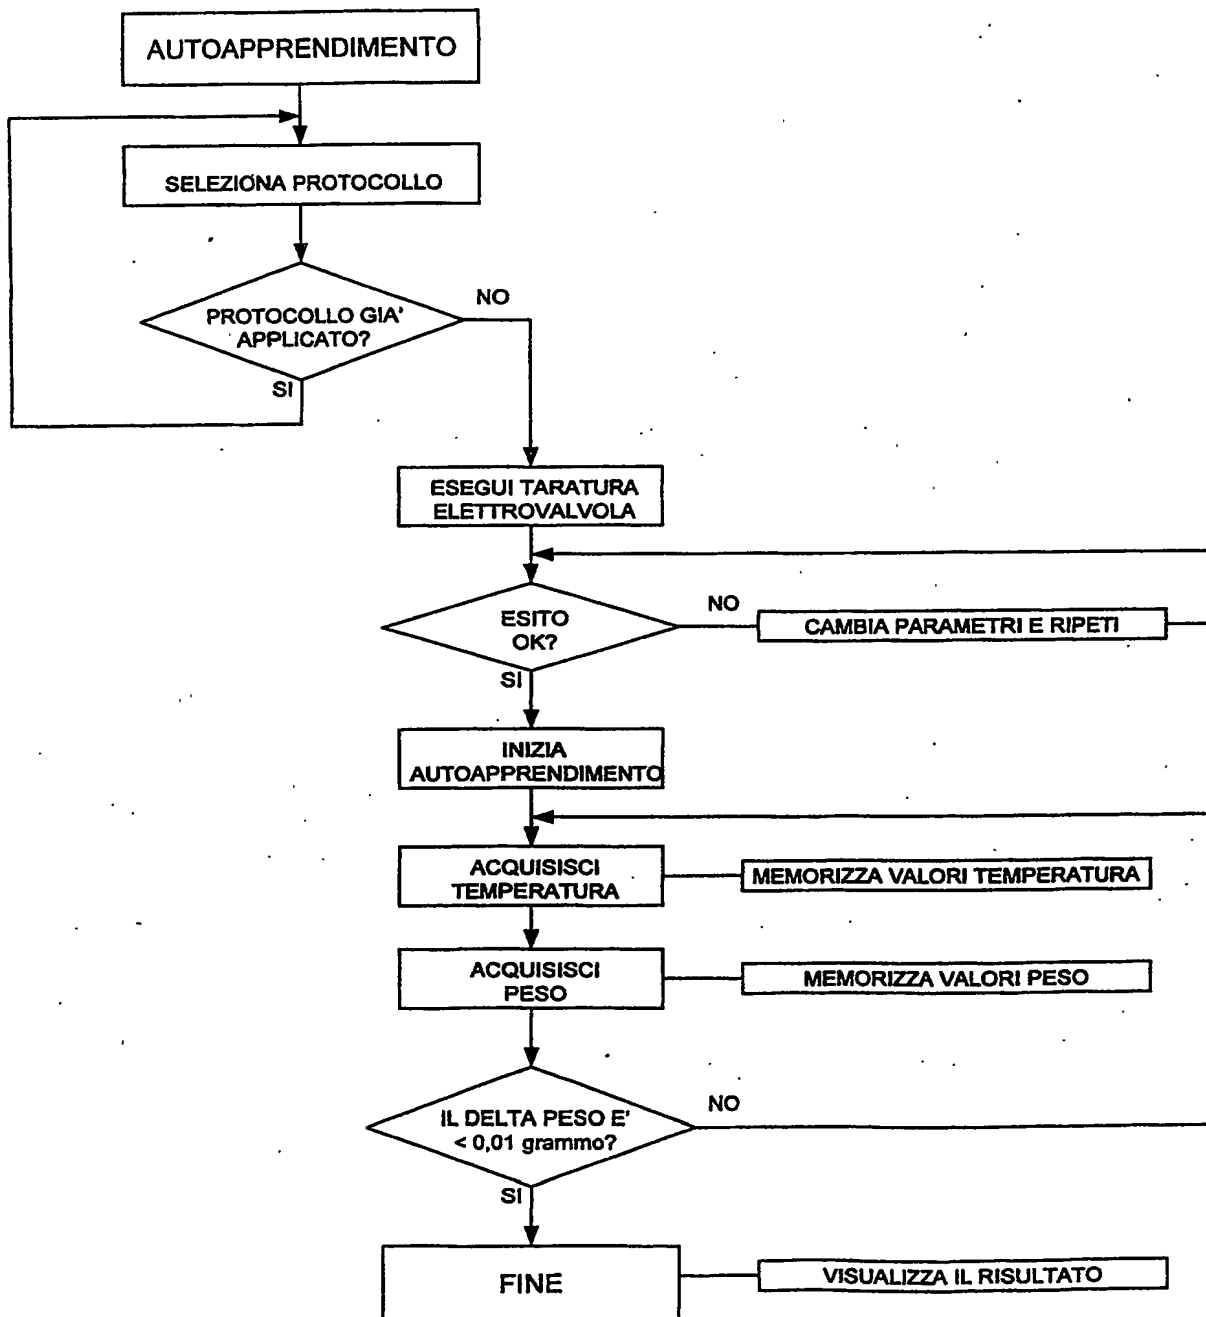 AUTOAPPRENDIMENTO
SELEZIONA PROTOCOLLO
PROTOCOLLO GIA'
APPLICATO?
NO
SI
ESEGUI TARATURA
ELETTROVALVOLA
ESITO
OK?
NO
CAMBIA PARAMETRI E RIPETI
SI
INIZIA
AUTOAPPRENDIMENTO
ACQUISISCI
TEMPERATURA
MEMORIZZA VALORI TEMPERATURA
ACQUISISCI
PESO
MEMORIZZA VALORI PESO
IL DELTA PESO E'
< 0,01 grammo?
NO
SI
FINE
VISUALIZZA IL RISULTATO